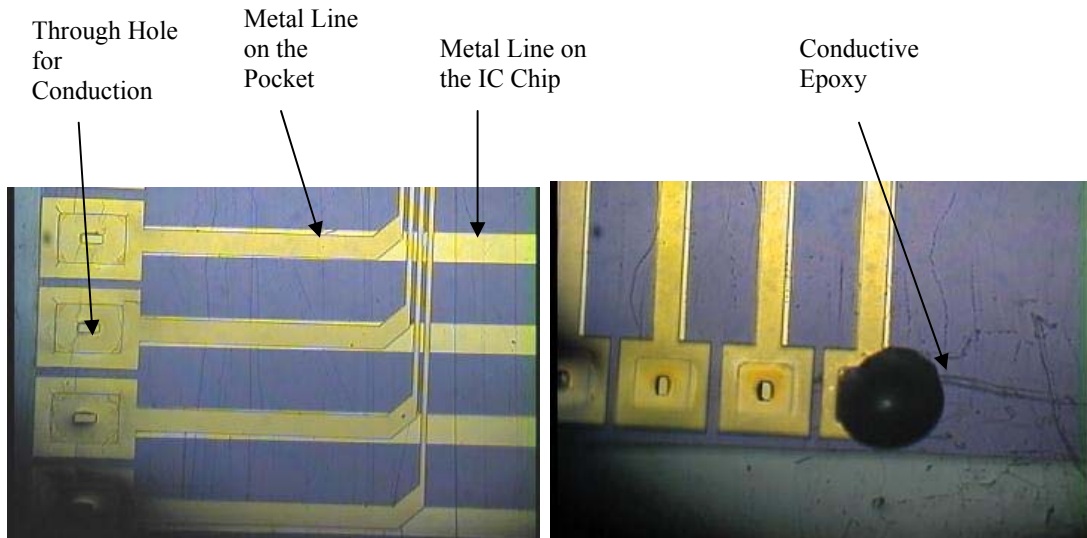 Through Hole
for
Conduction
Metal Line
on the
Pocket
Metal Line on
the IC Chip
Conductive
Epoxy